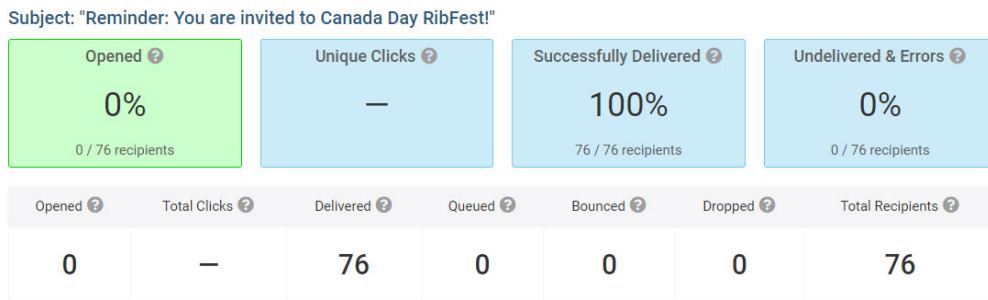 Subject: "Reminder: You are invited to Canada Day RibFest!"
Opened ? Unique Clicks ? Successfully Delivered ? Undelivered & Errors ?
0% — 100% 0%
0 / 76 recipients 76 / 76 recipients 0 / 76 recipients
Opened ? Total Clicks ? Delivered ? Queued ? Bounced ? Dropped ? Total Recipients ?
0 — 76 0 0 0 76